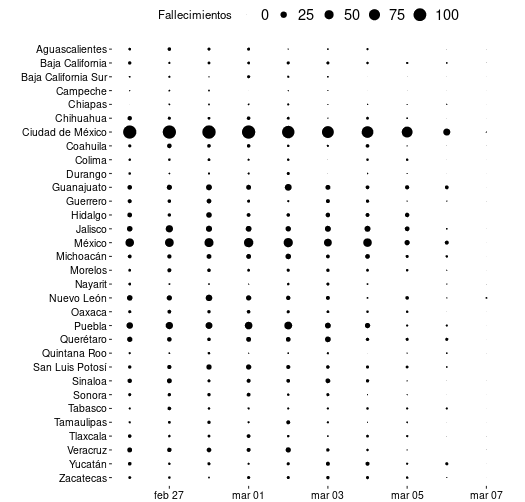 Fallecimientos 0 25 50 75 100
Aguascalientes
Baja California
Baja California Sur
Campeche
Chiapas
Chihuahua
Ciudad de México
Coahuila
Colima
Durango
Guanajuato
Guerrero
Hidalgo
Jalisco
México
Michoacán
Morelos
Nayarit
Nuevo León
Oaxaca
Puebla
Querétaro
Quintana Roo
San Luis Potosí
Sinaloa
Sonora
Tabasco
Tamaulipas
Tlaxcala
Veracruz
Yucatán
Zacatecas
feb 27 mar 01 mar 03 mar 05 mar 07